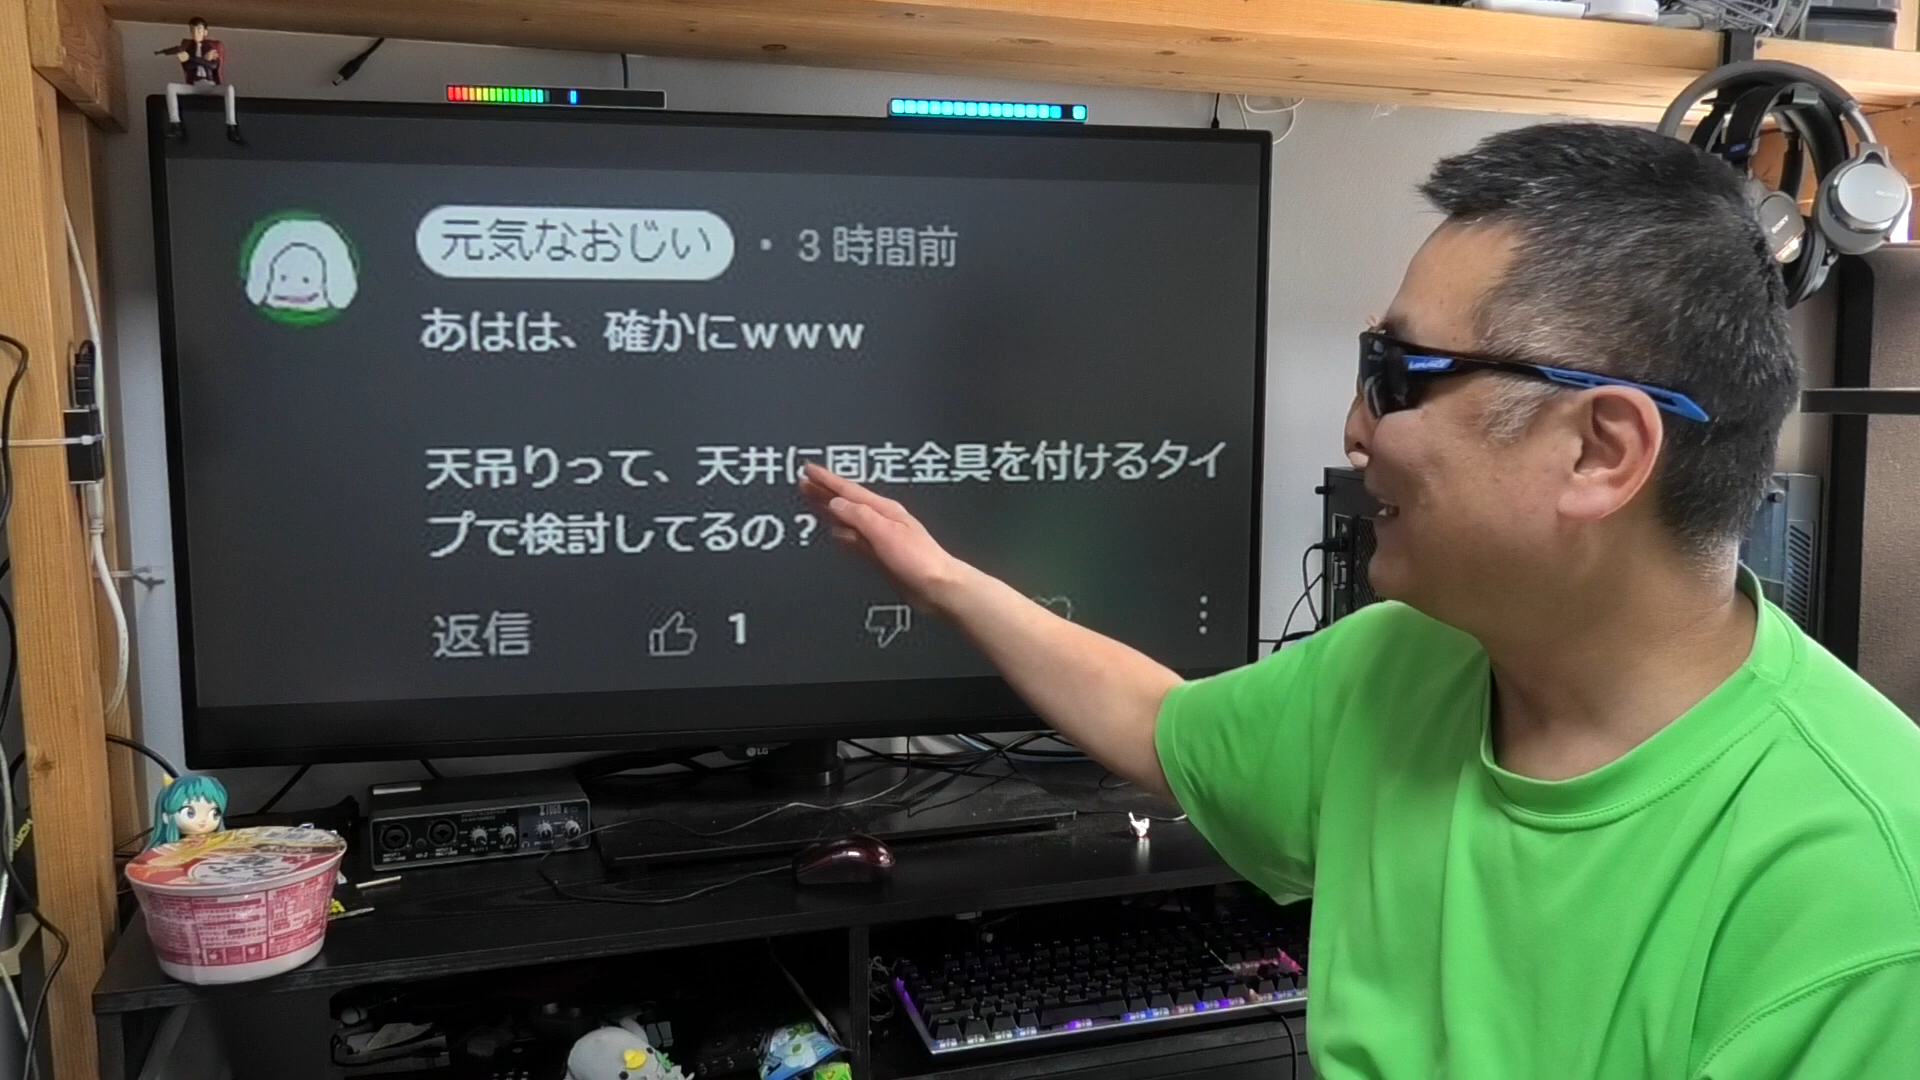 元気なおじい ・ 3 時間前
あはは、確かにｗｗｗ
天吊りって、天井に固定金具を付けるタイ
プで検討してるの？
返信 1
LG
SONY